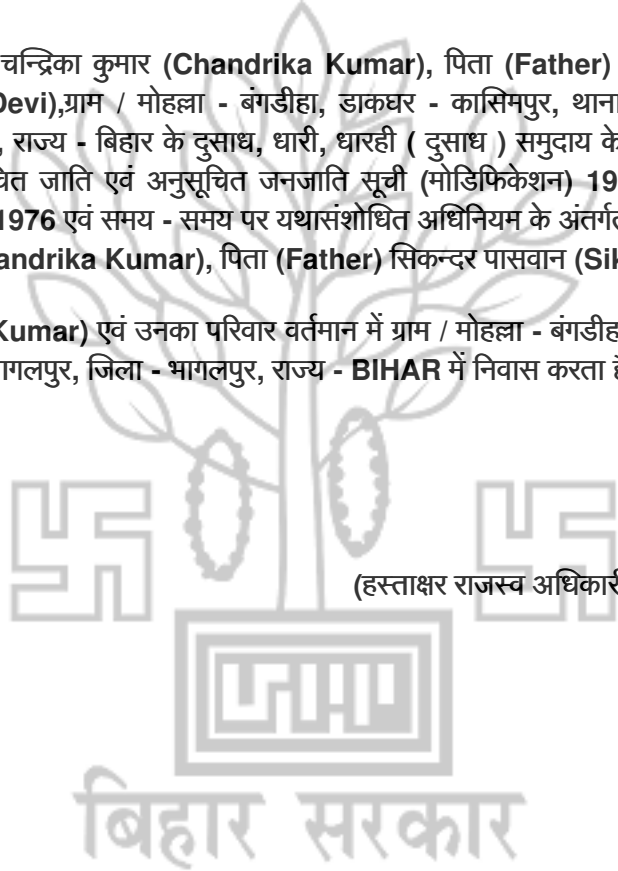 चन्द्रिका कुमार (Chandrika Kumar), पिता (Father)
Devi),ग्राम / मोहल्ला - बंगडीहा, डाकघर - कासिमपुर, थाना
, राज्य - बिहार के दुसाध, धारी, धारही ( दुसाध ) समुदाय के
चित जाति एवं अनुसूचित जनजाति सूची (मोडिफिकेशन) 19
1976 एवं समय - समय पर यथासंशोधित अधिनियम के अंतर्गत
andrika Kumar), पिता (Father) सिकन्दर पासवान (Sik
Kumar) एवं उनका परिवार वर्तमान में ग्राम / मोहल्ला - बंगडीह
ागलपुर, जिला - भागलपुर, राज्य - BIHAR में निवास करता है
(हस्ताक्षर राजस्व अधिकारी
बिहार सरकार